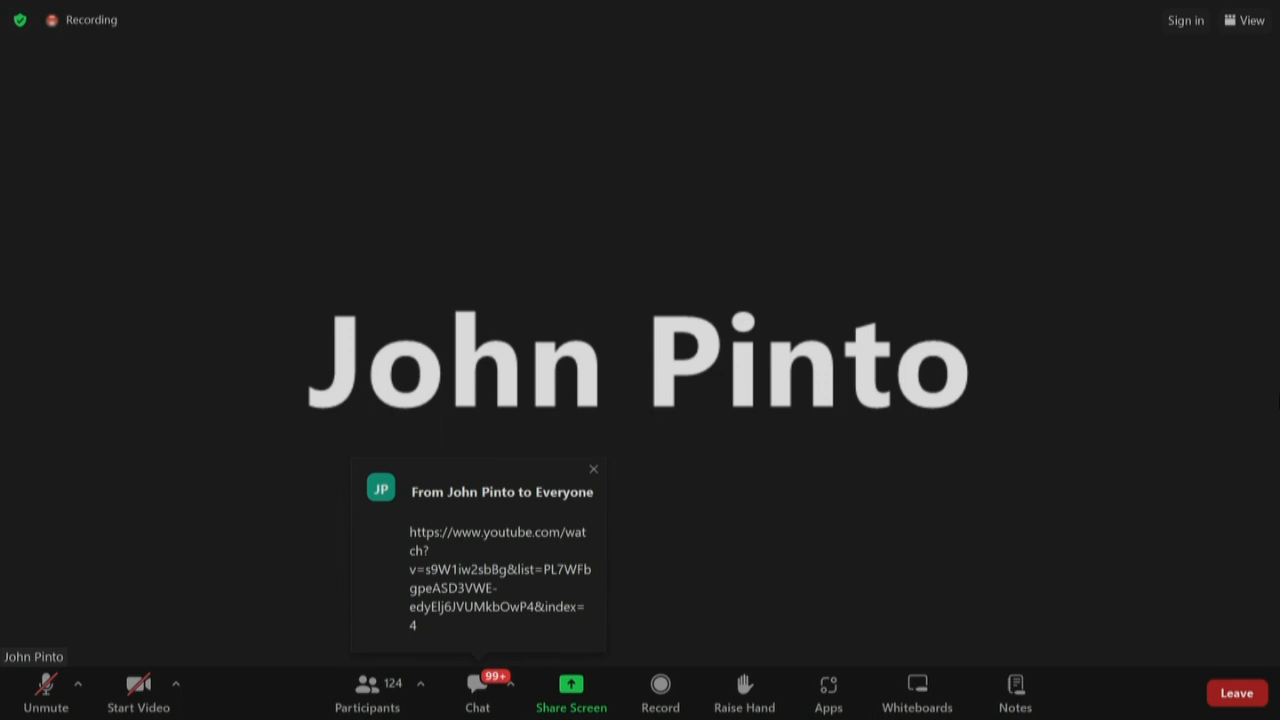 Recording
Sign in
View
John Pinto
JP
From John Pinto to Everyone
https://www.youtube.com/wat
ch?
v=s9W1iw2sbBg&list=PL7WFb
gpeASD3VWE-
edyElj6JVUMkbOwP4&index=
4
John Pinto
Unmute
Start Video
124
Participants
99+
Chat
Share Screen
Record
Raise Hand
Apps
Whiteboards
Notes
Leave